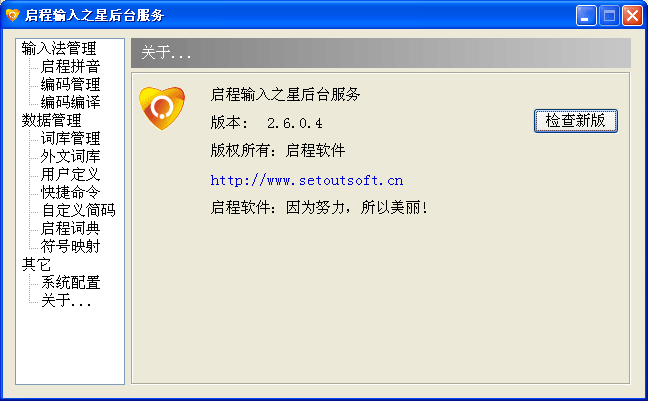 启程输入之星后台服务
输入法管理
启程拼音
编码管理
编码编译
数据管理
词库管理
外文词库
用户定义
快捷命令
自定义简码
启程词典
符号映射
其它
系统配置
关于...
关于...
启程输入之星后台服务
版本: 2.6.0.4
检查新版
版权所有: 启程软件
http://www.setoutsoft.cn
启程软件: 因为努力, 所以美丽!